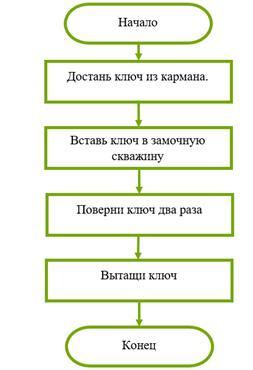 Начало
Достань ключ из кармана.
Вставь ключ в замочную
скважину
Поверни ключ два раза
Вытащи ключ
Конец